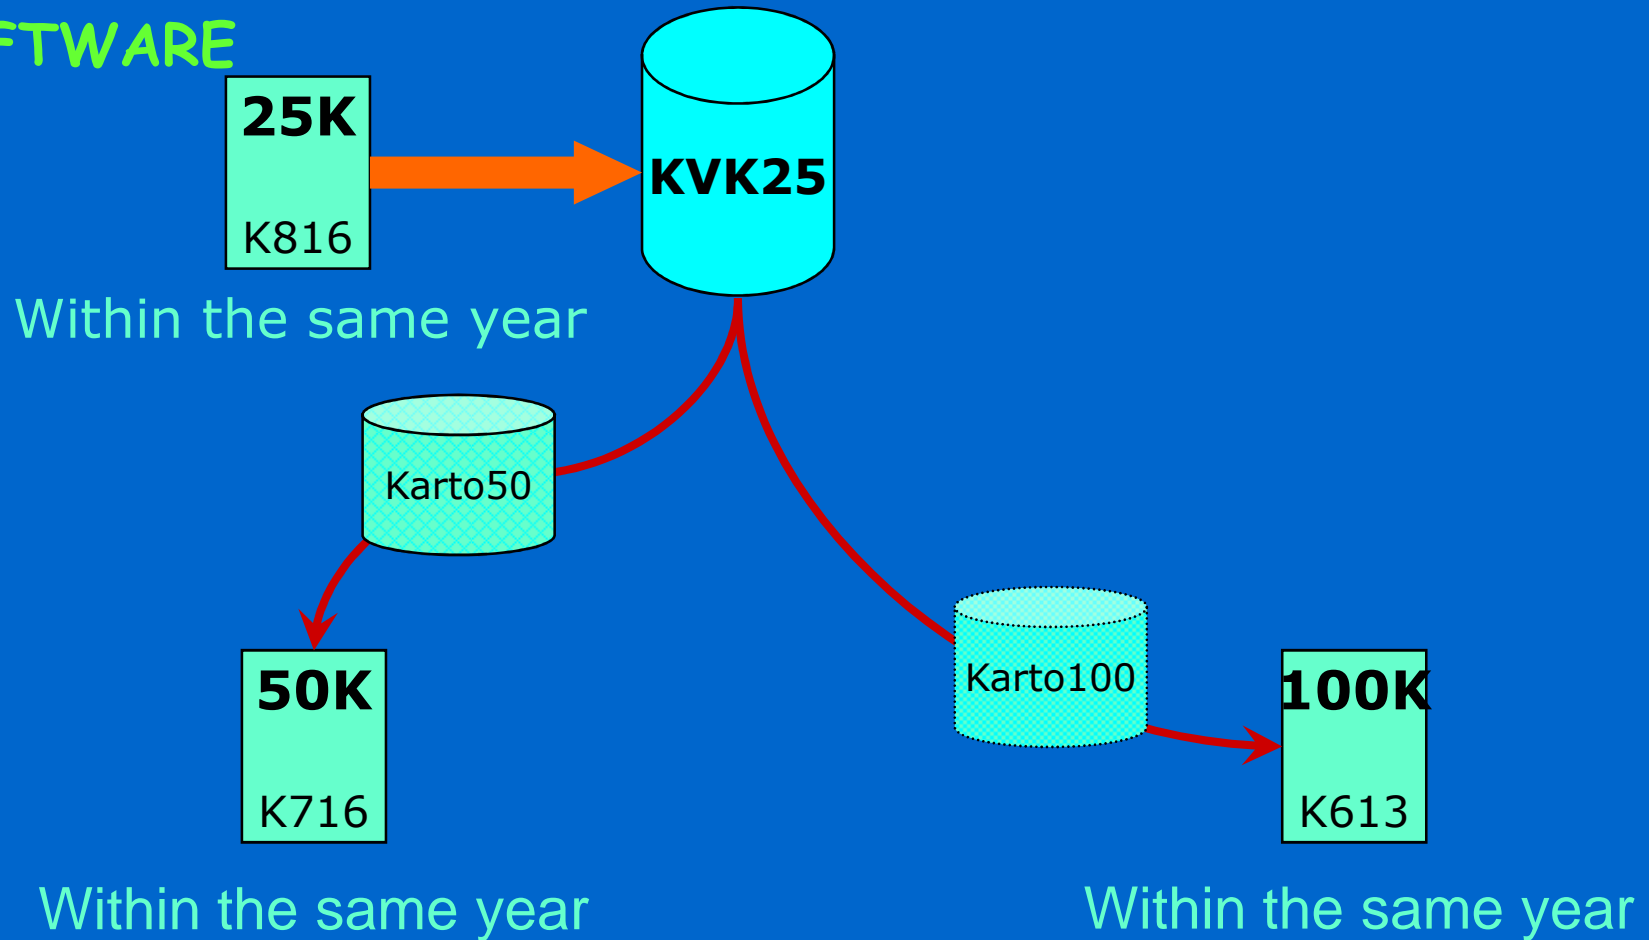 FTWARE
25K
KVK25
K816
Within the same year
Karto50
Karto100
50K
100K
K716
K613
Within the same year
Within the same year